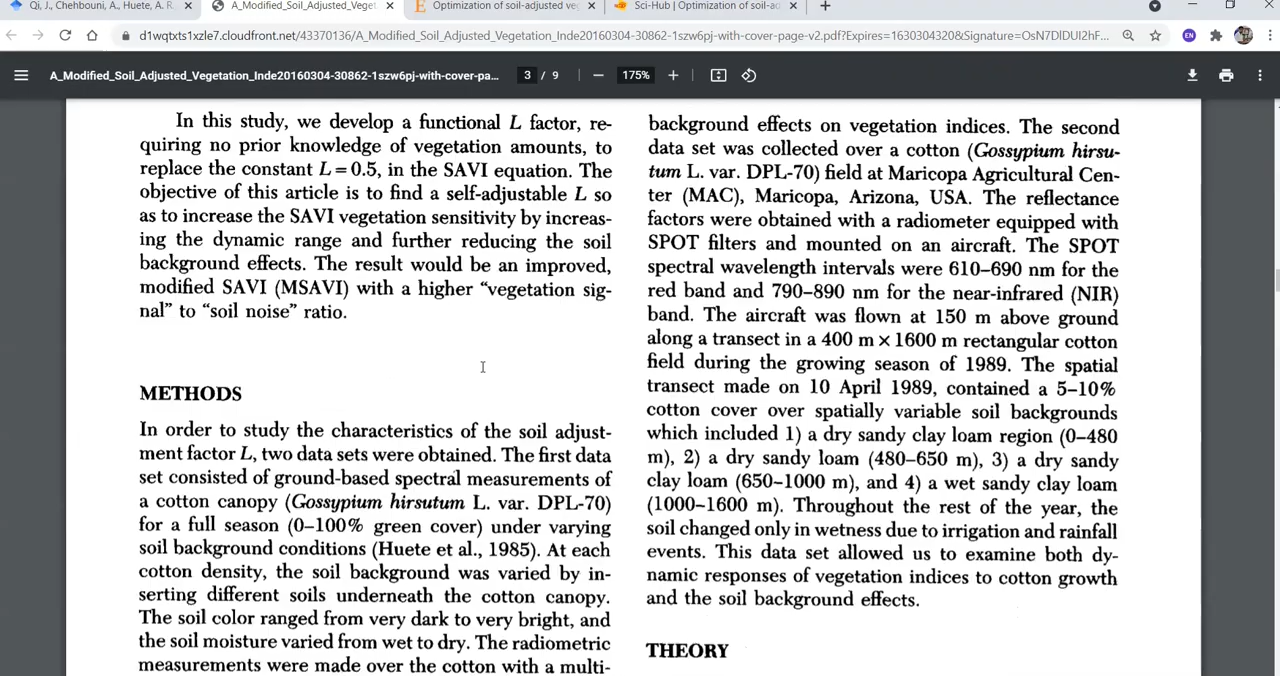 Qi, J., Chehbouni, A., Huete, A. R.
A_Modified_Soil_Adjusted_Veget
Optimization of soil-adjusted ve
Sci-Hub | Optimization of soil-ad
d1wqtxts1xzle7.cloudfront.net/43370136/A_Modified_Soil_Adjusted_Vegetation_Inde20160304-30862-1szw6pj-with-cover-page-v2.pdf?Expires=1630304320&Signature=OsN7DlDUI2hF...
EN
A_Modified_Soil_Adjusted_Vegetation_Inde20160304-30862-1szw6pj-with-cover-pa...
3 / 9
175%
In this study, we develop a functional L factor, re-
quiring no prior knowledge of vegetation amounts, to
replace the constant L = 0.5, in the SAVI equation. The
objective of this article is to find a self-adjustable L so
as to increase the SAVI vegetation sensitivity by increas-
ing the dynamic range and further reducing the soil
background effects. The result would be an improved,
modified SAVI (MSAVI) with a higher “vegetation sig-
nal” to “soil noise” ratio.
METHODS
In order to study the characteristics of the soil adjust-
ment factor L, two data sets were obtained. The first data
set consisted of ground-based spectral measurements of
a cotton canopy (Gossypium hirsutum L. var. DPL-70)
for a full season (0–100% green cover) under varying
soil background conditions (Huete et al., 1985). At each
cotton density, the soil background was varied by in-
serting different soils underneath the cotton canopy.
The soil color ranged from very dark to very bright, and
the soil moisture varied from wet to dry. The radiometric
measurements were made over the cotton with a multi-
background effects on vegetation indices. The second
data set was collected over a cotton (Gossypium hirsu-
tum L. var. DPL-70) field at Maricopa Agricultural Cen-
ter (MAC), Maricopa, Arizona, USA. The reflectance
factors were obtained with a radiometer equipped with
SPOT filters and mounted on an aircraft. The SPOT
spectral wavelength intervals were 610–690 nm for the
red band and 790–890 nm for the near-infrared (NIR)
band. The aircraft was flown at 150 m above ground
along a transect in a 400 m × 1600 m rectangular cotton
field during the growing season of 1989. The spatial
transect made on 10 April 1989, contained a 5–10%
cotton cover over spatially variable soil backgrounds
which included 1) a dry sandy clay loam region (0–480
m), 2) a dry sandy loam (480–650 m), 3) a dry sandy
clay loam (650–1000 m), and 4) a wet sandy clay loam
(1000–1600 m). Throughout the rest of the year, the
soil changed only in wetness due to irrigation and rainfall
events. This data set allowed us to examine both dy-
namic responses of vegetation indices to cotton growth
and the soil background effects.
THEORY